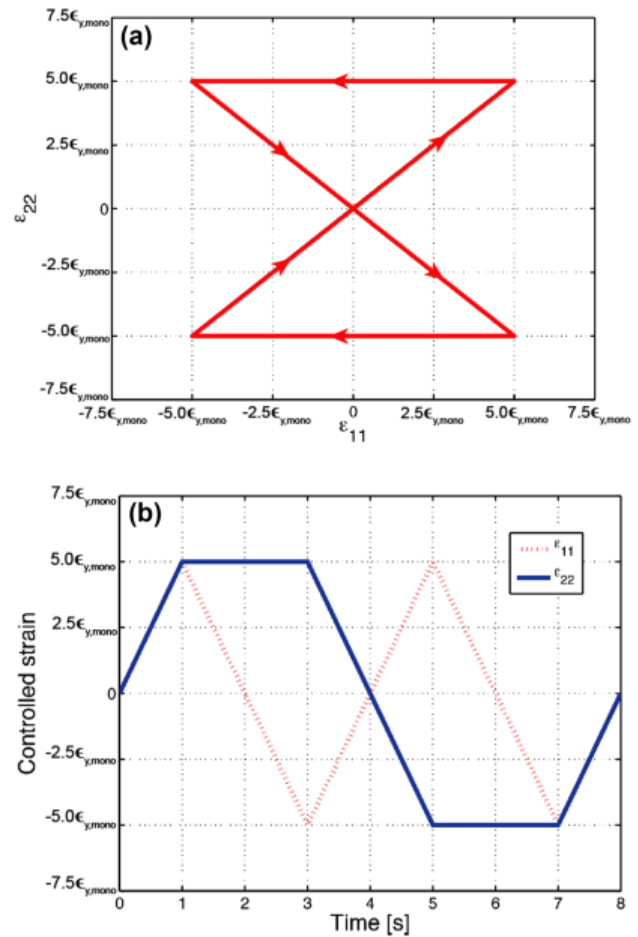 (a)
7.5ϵy,mono
5.0ϵy,mono
2.5ϵy,mono
0
-2.5ϵy,mono
-5.0ϵy,mono
-7.5ϵy,mono
ε22
-7.5ϵy,mono -5.0ϵy,mono -2.5ϵy,mono 0 2.5ϵy,mono 5.0ϵy,mono 7.5ϵy,mono
ε11
(b)
7.5ϵy,mono
5.0ϵy,mono
2.5ϵy,mono
0
-2.5ϵy,mono
-5.0ϵy,mono
-7.5ϵy,mono
Controlled strain
ε11
ε22
0 1 2 3 4 5 6 7 8
Time [s]